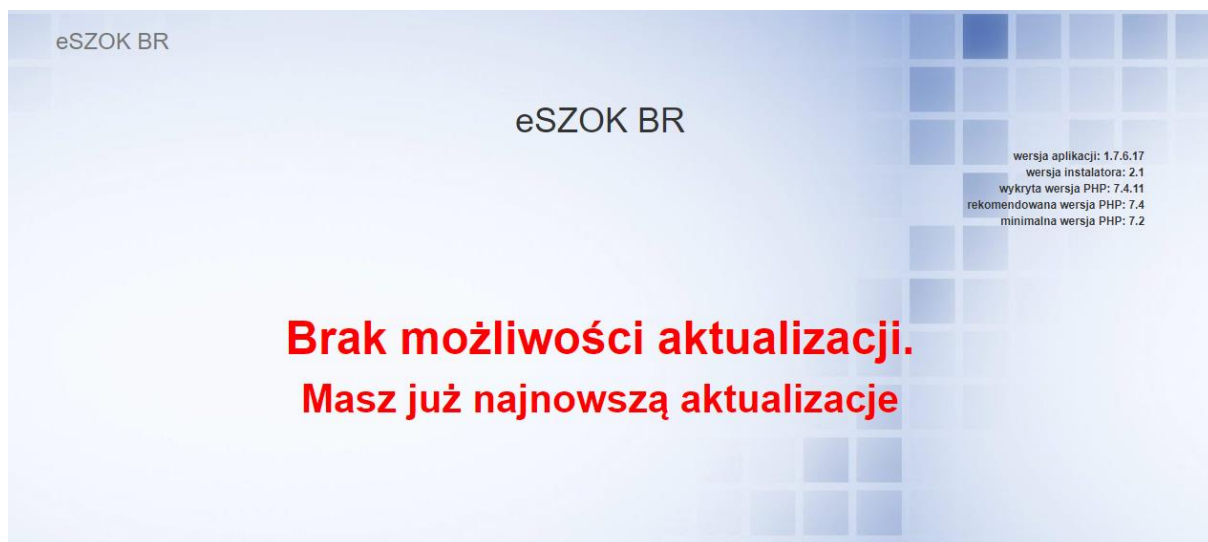 eSZOK BR
eSZOK BR
wersja aplikacji: 1.7.6.17
wersja instalatora: 2.1
wykryta wersja PHP: 7.4.11
rekomendowana wersja PHP: 7.4
minimalna wersja PHP: 7.2
Brak możliwości aktualizacji.
Masz już najnowszą aktualizacje